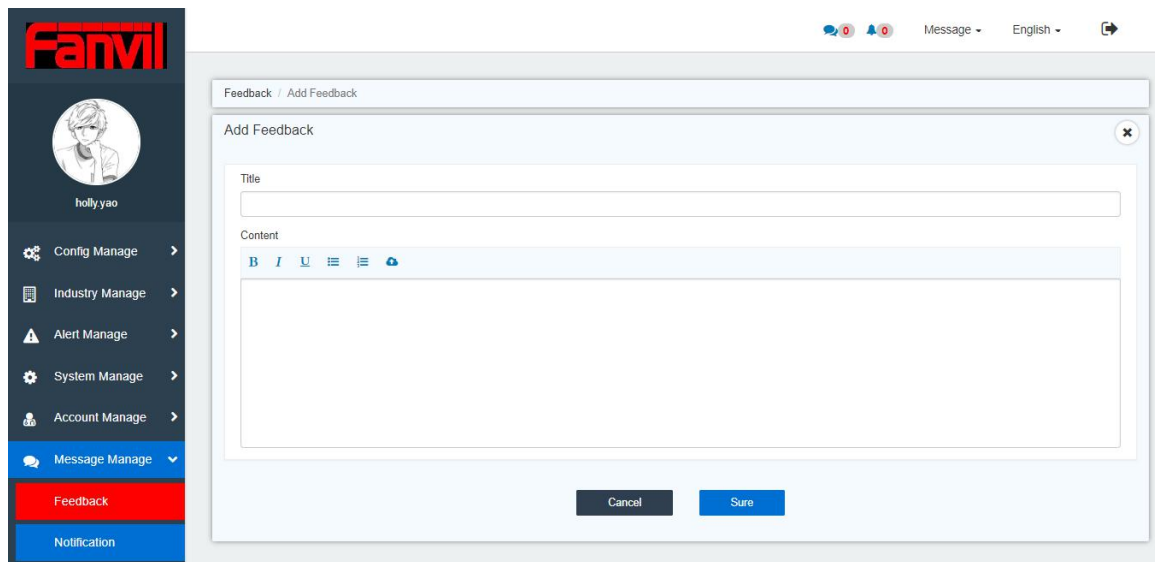 Fanvil
0 0 Message English
Feedback / Add Feedback
Add Feedback
holly.yao
Config Manage
Industry Manage
Alert Manage
System Manage
Account Manage
Message Manage
Feedback
Notification
Title
Content
B I U
Cancel Sure